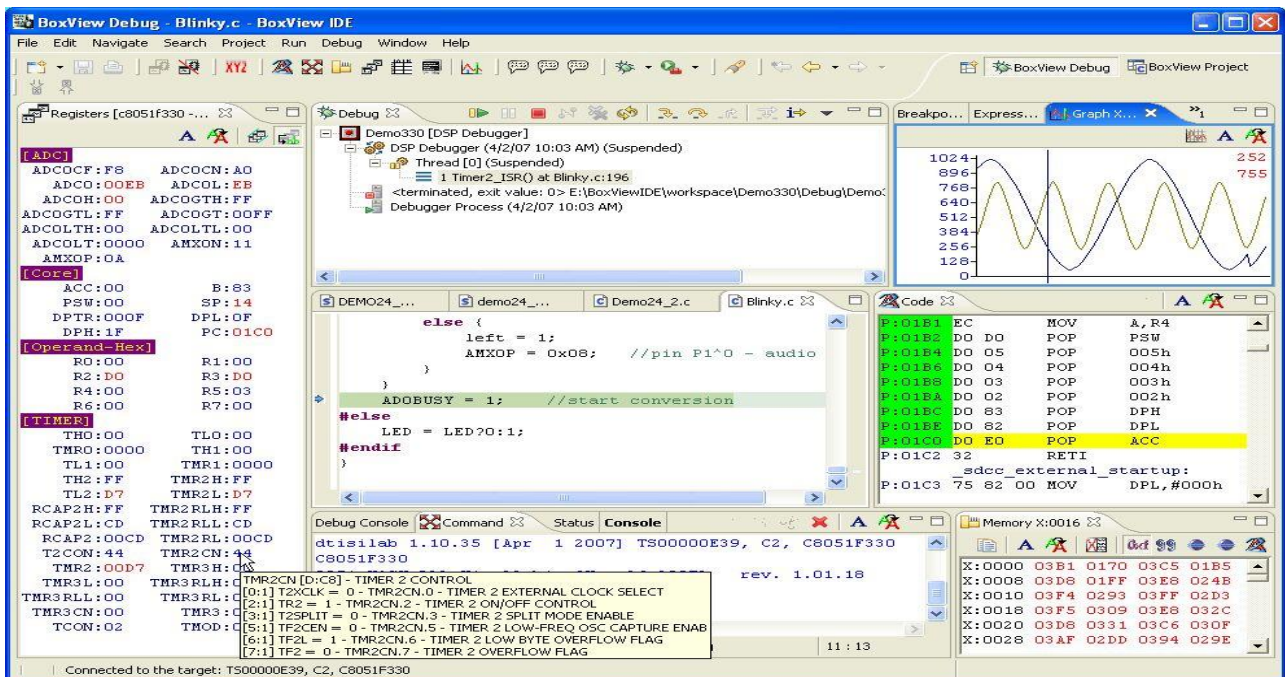 BoxView Debug - Blinky.c - BoxView IDE
File Edit Navigate Search Project Run Debug Window Help
XYZ
BoxView Debug
BoxView Project
Registers [c8051f330 -...
[ADC]
ADC0CF:F8 ADC0CN:A0
ADC0:00EB ADC0L:EB
ADC0H:00 ADC0GTH:FF
ADC0GTL:FF ADC0GT:00FF
ADC0LTH:00 ADC0LTL:00
ADC0LT:0000 AMX0N:11
AMX0P:0A
[Core]
ACC:00 B:83
PSW:00 SP:14
DPTR:000F DPL:0F
DPH:1F PC:01C0
[Operand-Hex]
R0:00 R1:00
R2:D0 R3:D0
R4:00 R5:03
R6:00 R7:00
[TIMER]
TH0:00 TL0:00
TMR0:0000 TH1:00
TL1:00 TMR1:0000
TH2:FF TMR2H:FF
TL2:D7 TMR2L:D7
RCAP2H:FF TMR2RLH:FF
RCAP2L:CD TMR2RLL:CD
RCAP2:00CD TMR2RL:00CD
T2CON:44 TMR2CN:44
TMR2:00D7 TMR3H:0
TMR3L:00 TMR3RLH:0
TMR3RLL:00 TMR3RL:0
TMR3CN:00 TMR3:0
TCON:02 TMOD:0
Debug
Demo330 [DSP Debugger]
DSP Debugger (4/2/07 10:03 AM) (Suspended)
Thread [0] (Suspended)
1 Timer2_ISR() at Blinky.c:196
<terminated, exit value: 0> E:\BoxViewIDE\workspace\Demo330\Debug\Demo:
Debugger Process (4/2/07 10:03 AM)
Breakpo... Express... Graph X... »1
1024
896
768
640
512
384
256
128
0
252
755
DEMO24_... demo24_... Demo24_2.c Blinky.c
else {
left = 1;
AMX0P = 0x08; //pin P1^0 - audio
}
}
AD0BUSY = 1; //start conversion
#else
LED = LED?0:1;
#endif
}
Code
P:01B1 EC MOV A,R4
P:01B2 D0 D0 POP PSW
P:01B4 D0 05 POP 005h
P:01B6 D0 04 POP 004h
P:01B8 D0 03 POP 003h
P:01BA D0 02 POP 002h
P:01BC D0 83 POP DPH
P:01BE D0 82 POP DPL
P:01C0 D0 E0 POP ACC
P:01C2 32 RETI
_sdcc_external_startup:
P:01C3 75 82 00 MOV DPL,#000h
Debug Console Command Status Console
dtisilab 1.10.35 [Apr 1 2007] TS00000E39, C2, C8051F330
C8051F330
rev. 1.01.18
11 : 13
TMR2CN [D:C8] - TIMER 2 CONTROL
[0:1] T2XCLK = 0 - TMR2CN.0 - TIMER 2 EXTERNAL CLOCK SELECT
[2:1] TR2 = 1 - TMR2CN.2 - TIMER 2 ON/OFF CONTROL
[3:1] T2SPLIT = 0 - TMR2CN.3 - TIMER 2 SPLIT MODE ENABLE
[5:1] TF2CEN = 0 - TMR2CN.5 - TIMER 2 LOW-FREQ OSC CAPTURE ENAB
[6:1] TF2L = 1 - TMR2CN.6 - TIMER 2 LOW BYTE OVERFLOW FLAG
[7:1] TF2 = 0 - TMR2CN.7 - TIMER 2 OVERFLOW FLAG
Memory X:0016
X:0000 03B1 0170 03C5 01B5
X:0008 03D8 01FF 03E8 024B
X:0010 03F4 0293 03FF 02D3
X:0018 03F5 0309 03E8 032C
X:0020 03D8 0331 03C6 030F
X:0028 03AF 02DD 0394 029E
Connected to the target: TS00000E39, C2, C8051F330